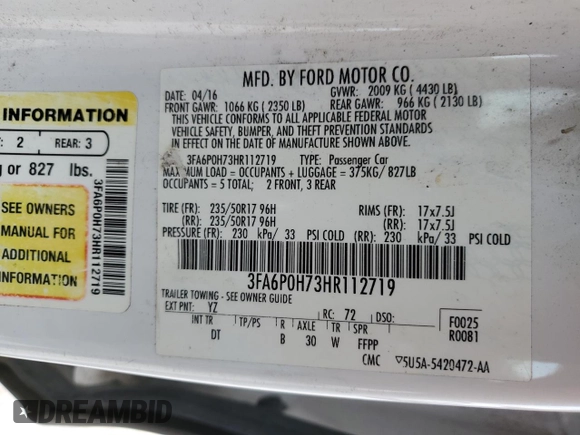 MFD. BY FORD MOTOR CO.
DATE: 04/16 GVWR: 2009 KG ( 4430 LB)
FRONT GAWR: 1066 KG ( 2350 LB) REAR GAWR: 966 KG ( 2130 LB)
THIS VEHICLE CONFORMS TO ALL APPLICABLE FEDERAL MOTOR
VEHICLE SAFETY, BUMPER, AND THEFT PREVENTION STANDARDS
IN EFFECT ON THE DATE OF MANUFACTURE SHOWN ABOVE.
3FA6P0H73HR112719 TYPE: Passenger Car
MAXIMUM LOAD = OCCUPANTS + LUGGAGE = 375KG/ 827LB
OCCUPANTS = 5 TOTAL; 2 FRONT, 3 REAR
TIRE (FR): 235/50R17 96H RIMS (FR): 17x7.5J
(RR): 235/50R17 96H (RR): 17x7.5J
PRESSURE (FR): 230 kPa/ 33 PSI COLD (RR): 230 kPa/ 33 PSI COLD
3FA6P0H73HR112719
TRAILER TOWING - SEE OWNER GUIDE
EXT PNT: YZ RC: 72 DSO: F0025
R0081
INT TR TP/PS R AXLE TR SPR
DT B 30 W FFPP
CMC 5U5A-5420472-AA
INFORMATION
2 REAR: 3
or 827 lbs.
SEE OWNERS
MANUAL FOR
ADDITIONAL
INFORMATION
3FA6P0H73HR112719
DREAMBID